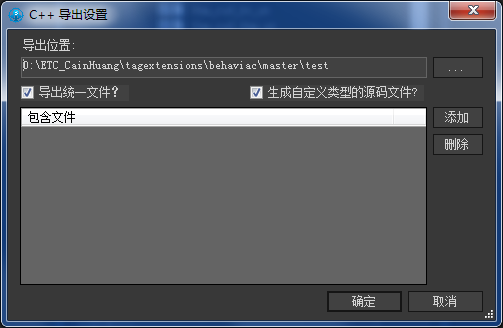 C++ 导出设置
导出位置:
O:\ETC_CainHuang\tagextensions\behaviac\master\test
...
导出统一文件?
生成自定义类型的源码文件?
包含文件
添加
删除
确定
取消